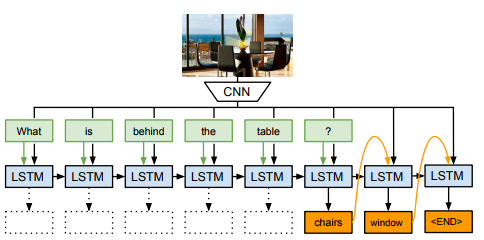 CNN
What is behind the table ?
LSTM LSTM LSTM LSTM LSTM LSTM LSTM LSTM
chairs window <END>